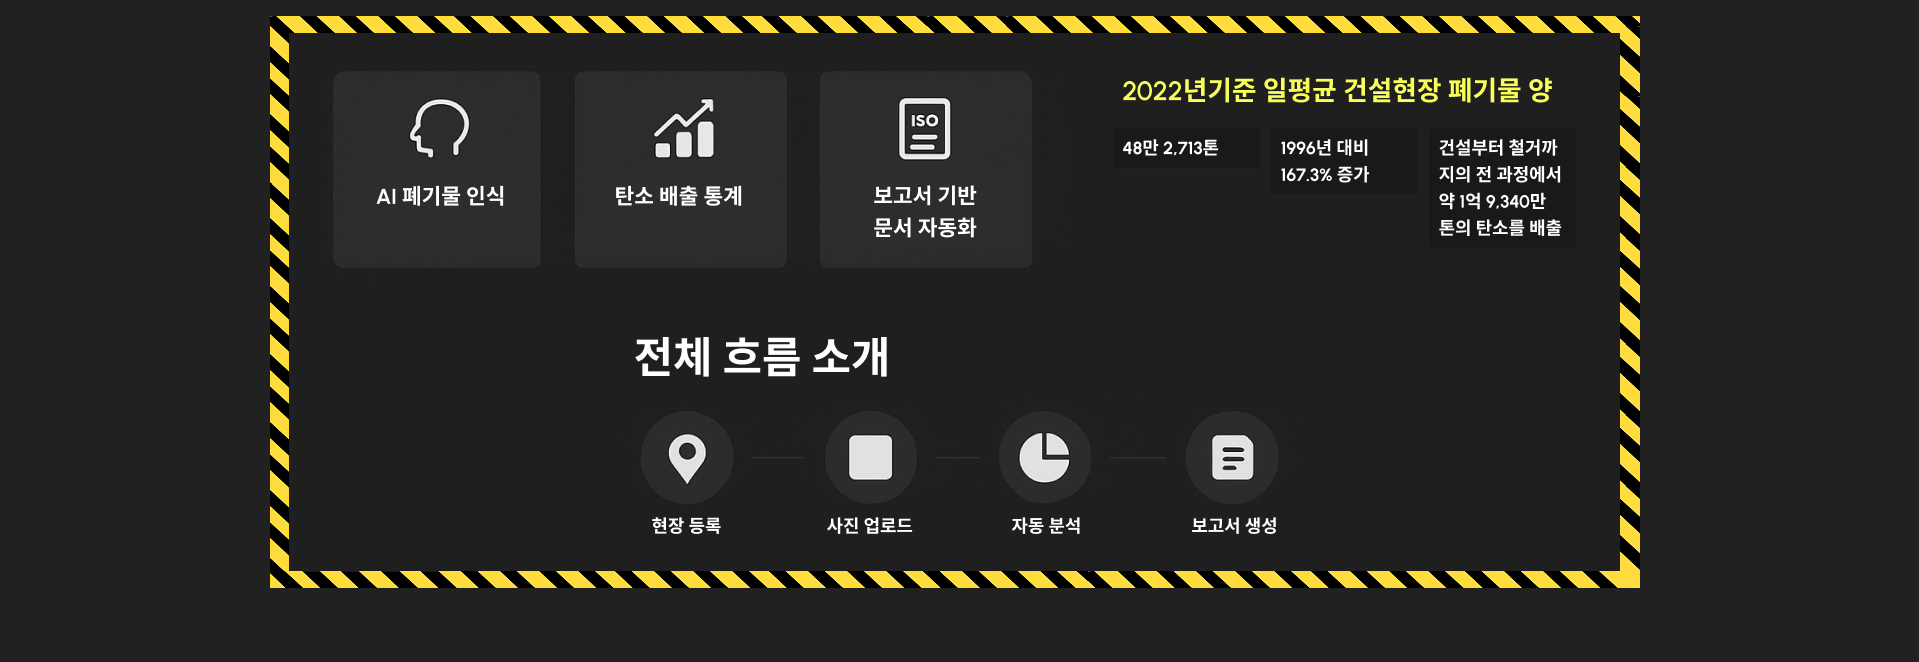 AI 폐기물 인식
탄소 배출 통계
ISO
보고서 기반
문서 자동화
2022년기준 일평균 건설현장 폐기물 양
48만 2,713톤
1996년 대비
167.3% 증가
건설부터 철거까
지의 전 과정에서
약 1억 9,340만
톤의 탄소를 배출
전체 흐름 소개
현장 등록
사진 업로드
자동 분석
보고서 생성